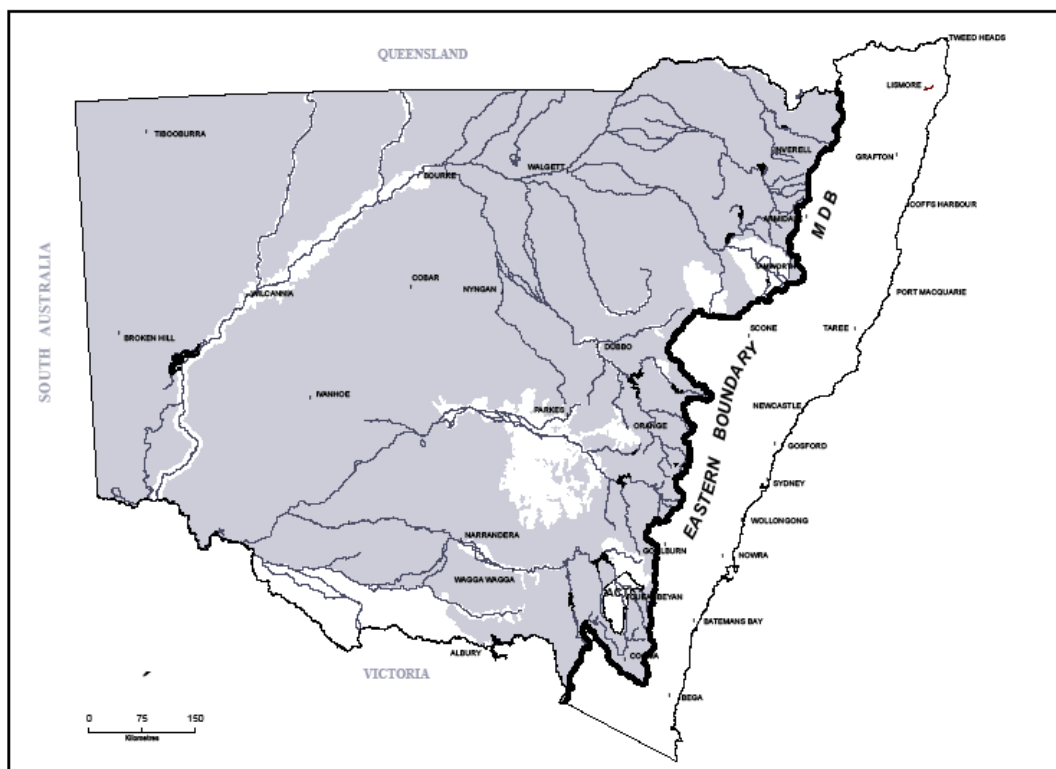 TWEED HEADS
QUEENSLAND
LISMORE
TIBOOBURRA
INVERELL
GRAFTON
WALGETT
BOURKE
COFFS HARBOUR
MDB
TAMWORTH
COBAR
NYNGAN
WILCANNIA
PORT MACQUARIE
SOUTH AUSTRALIA
BROKEN HILL
SCONE
TAREE
DUBBO
IVANHOE
NEWCASTLE
PARKES
ORANGE
EASTERN BOUNDARY
GOSFORD
SYDNEY
WOLLONGONG
NARRANDERA
GOULBURN
NOWRA
WAGGA WAGGA
ACT
BATEMANS BAY
ALBURY
COOMA
VICTORIA
BEGA
0 75 150
Kilometres